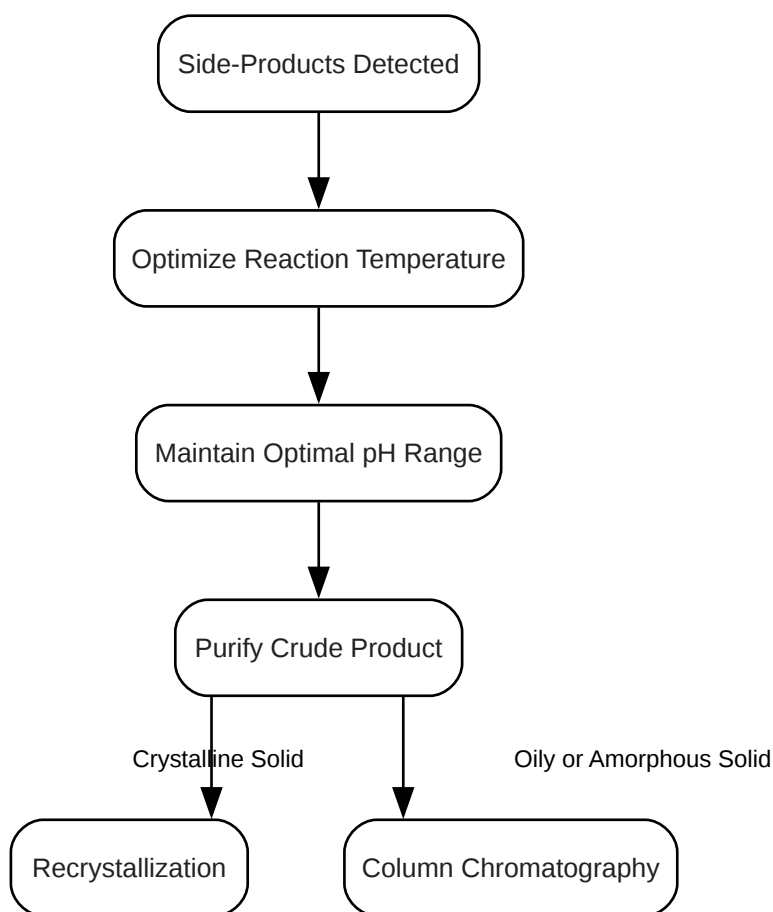 Side-Products Detected
Optimize Reaction Temperature
Maintain Optimal pH Range
Purify Crude Product
Crystalline Solid
Oily or Amorphous Solid
Recrystallization
Column Chromatography